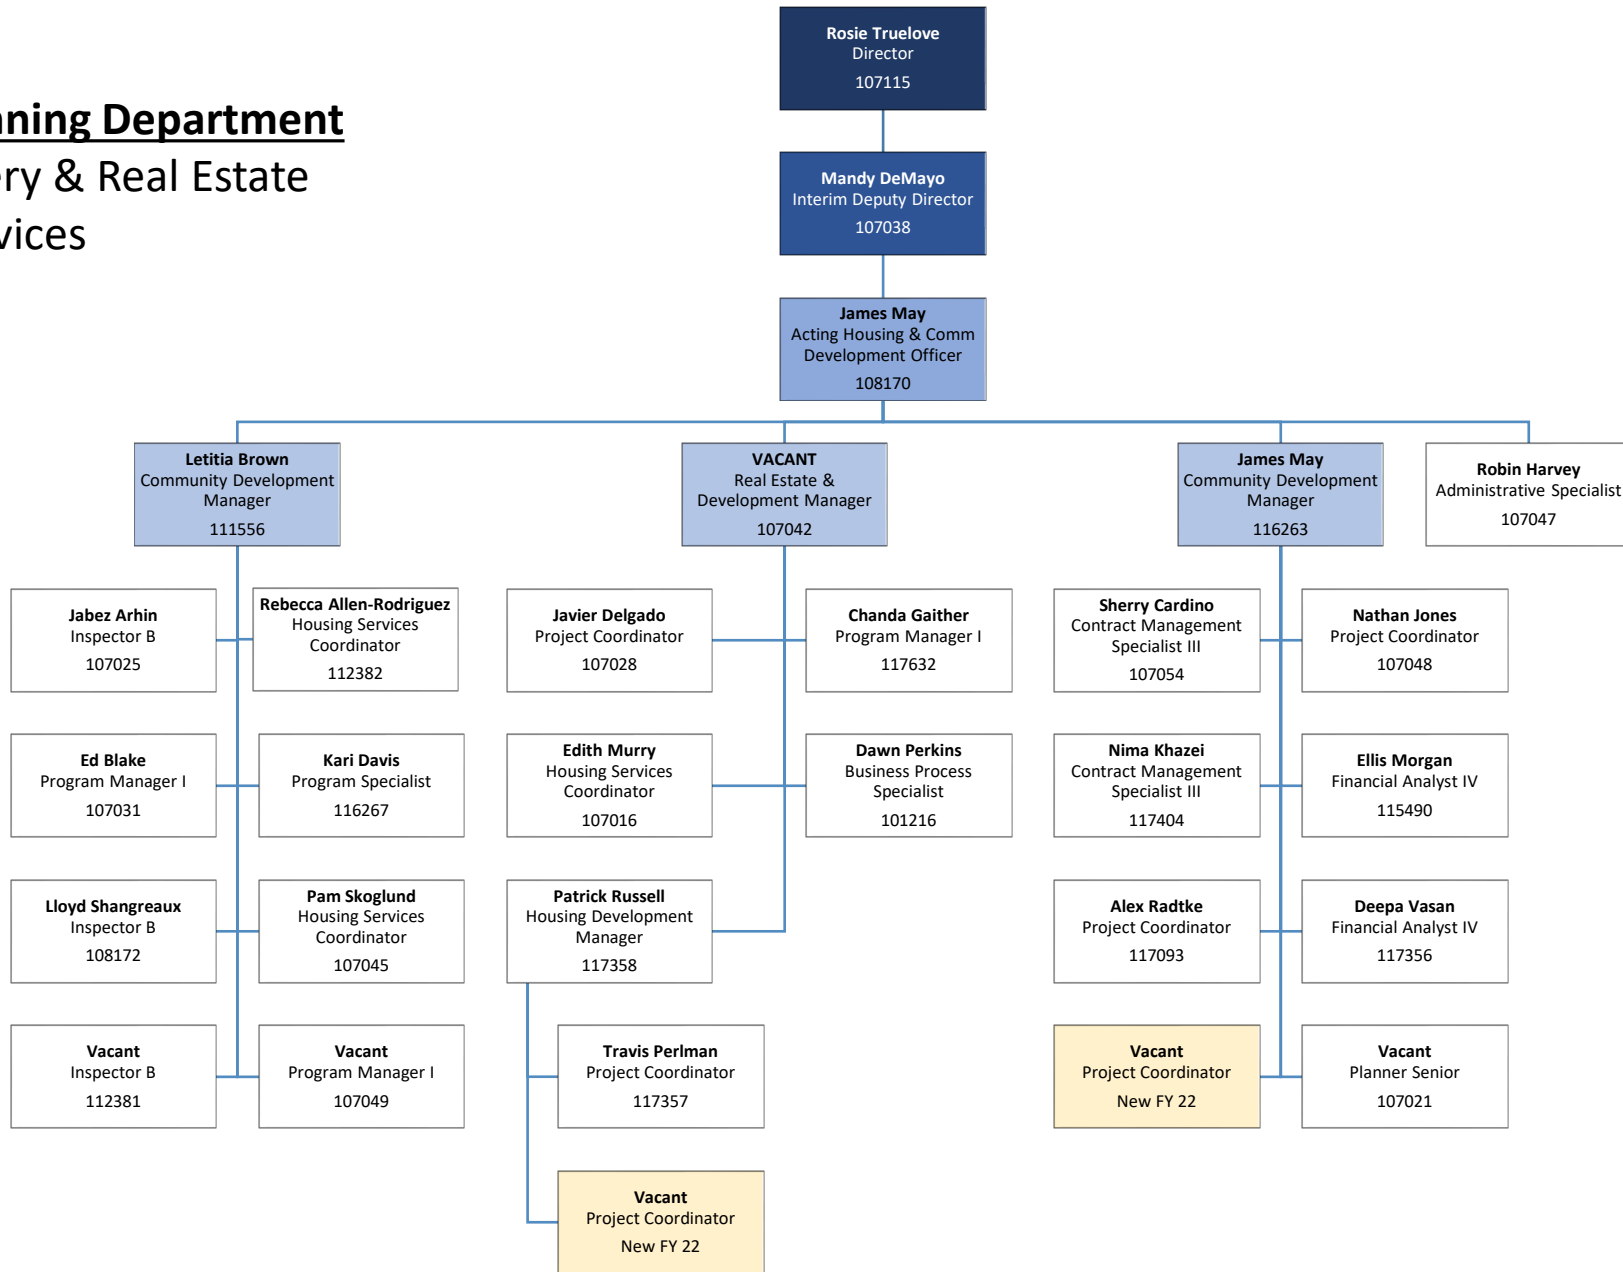 Rosie Truelove
Director
107115
Department
& Real Estate
Mandy DeMayo
Interim Deputy Director
107038
James May
Acting Housing & Comm
Development Officer
108170
Letitia Brown
Community Development
Manager
111556
VACANT
Real Estate &
Development Manager
107042
James May
Community Development
Manager
116263
Robin Harvey
Administrative Specialist
107047
Jabez Arhin
Inspector B
107025
Rebecca Allen-Rodriguez
Housing Services
Coordinator
112382
Javier Delgado
Project Coordinator
107028
Chanda Gaither
Program Manager I
117632
Sherry Cardino
Contract Management
Specialist III
107054
Nathan Jones
Project Coordinator
107048
Ed Blake
Program Manager I
107031
Kari Davis
Program Specialist
116267
Edith Murry
Housing Services
Coordinator
107016
Dawn Perkins
Business Process
Specialist
101216
Nima Khazei
Contract Management
Specialist III
117404
Ellis Morgan
Financial Analyst IV
115490
Lloyd Shangreaux
Inspector B
108172
Pam Skoglund
Housing Services
Coordinator
107045
Patrick Russell
Housing Development
Manager
117358
Alex Radtke
Project Coordinator
117093
Deepa Vasan
Financial Analyst IV
117356
Vacant
Inspector B
112381
Vacant
Program Manager I
107049
Travis Perlman
Project Coordinator
117357
Vacant
Project Coordinator
New FY 22
Vacant
Planner Senior
107021
Vacant
Project Coordinator
New FY 22